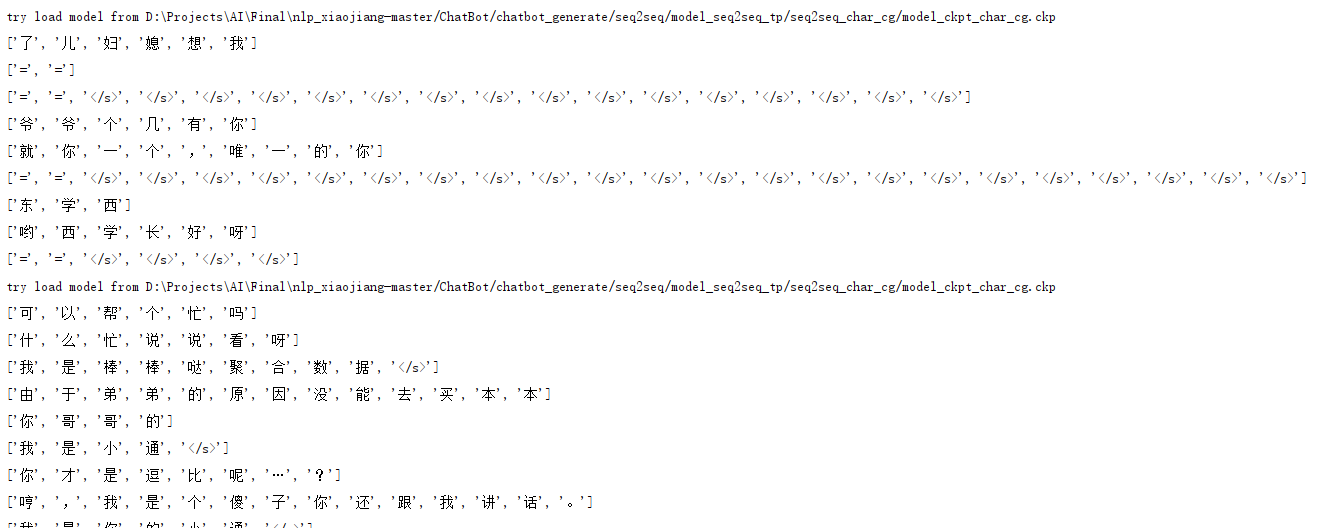 try load model from D:\Projects\AI\Final\nlp_xiaojiang-master/ChatBot/chatbot_generate/seq2seq/model_seq2seq_tp/seq2seq_char_cg/model_ckpt_char_cg.ckp
['了', '儿', '妇', '媳', '想', '我']
['=', '=']
['=', '=', '</s>', '</s>', '</s>', '</s>', '</s>', '</s>', '</s>', '</s>', '</s>', '</s>', '</s>', '</s>', '</s>', '</s>', '</s>', '</s>']
['爷', '爷', '个', '几', '有', '你']
['就', '你', '一', '个', '，', '唯', '一', '的', '你']
['=', '=', '</s>', '</s>', '</s>', '</s>', '</s>', '</s>', '</s>', '</s>', '</s>', '</s>', '</s>', '</s>', '</s>', '</s>', '</s>', '</s>', '</s>', '</s>', '</s>', '</s>', '</s>', '</s>']
['东', '学', '西']
['哟', '西', '学', '长', '好', '呀']
['=', '=', '</s>', '</s>', '</s>', '</s>']
try load model from D:\Projects\AI\Final\nlp_xiaojiang-master/ChatBot/chatbot_generate/seq2seq/model_seq2seq_tp/seq2seq_char_cg/model_ckpt_char_cg.ckp
['可', '以', '帮', '个', '忙', '吗']
['什', '么', '忙', '说', '说', '看', '呀']
['我', '是', '棒', '棒', '哒', '聚', '合', '数', '据', '</s>']
['由', '于', '弟', '弟', '的', '原', '因', '没', '能', '去', '买', '本', '本']
['你', '哥', '哥', '的']
['我', '是', '小', '通', '</s>']
['你', '才', '是', '逗', '比', '呢', '…', '？']
['哼', '，', '我', '是', '个', '傻', '子', '你', '还', '跟', '我', '讲', '话', '。']
['我', '是', '你', '的', '小', '通', '</s>']